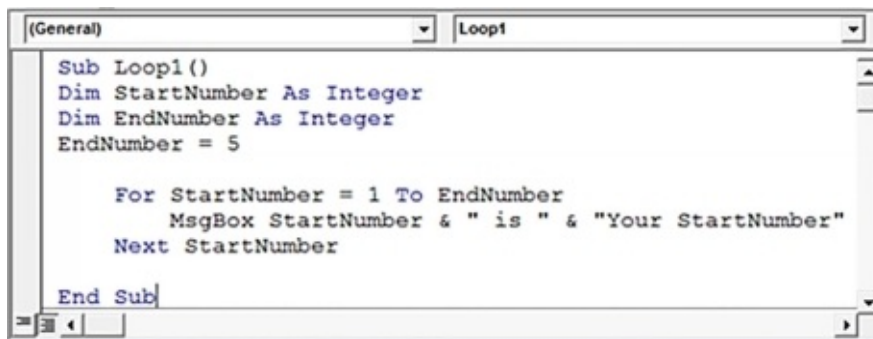 (General) Loop1
Sub Loop1()
Dim StartNumber As Integer
Dim EndNumber As Integer
EndNumber = 5
For StartNumber = 1 To EndNumber
MsgBox StartNumber & " is " & "Your StartNumber"
Next StartNumber
End Sub